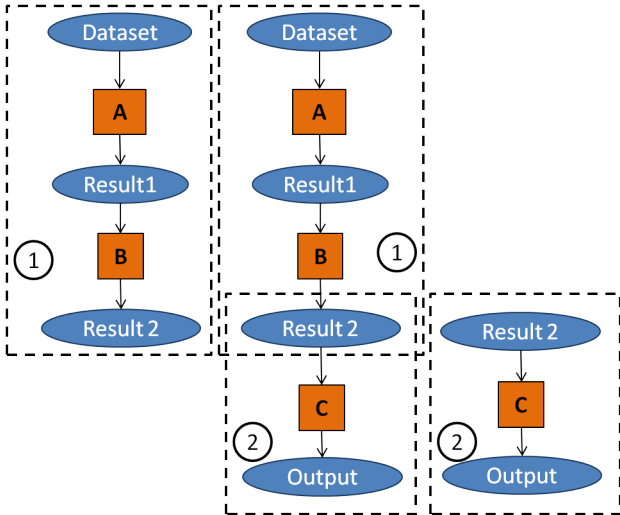 Dataset
A
Result1
B
1
Result 2
Dataset
A
Result1
B
1
Result 2
C
2
Output
Result 2
C
2
Output